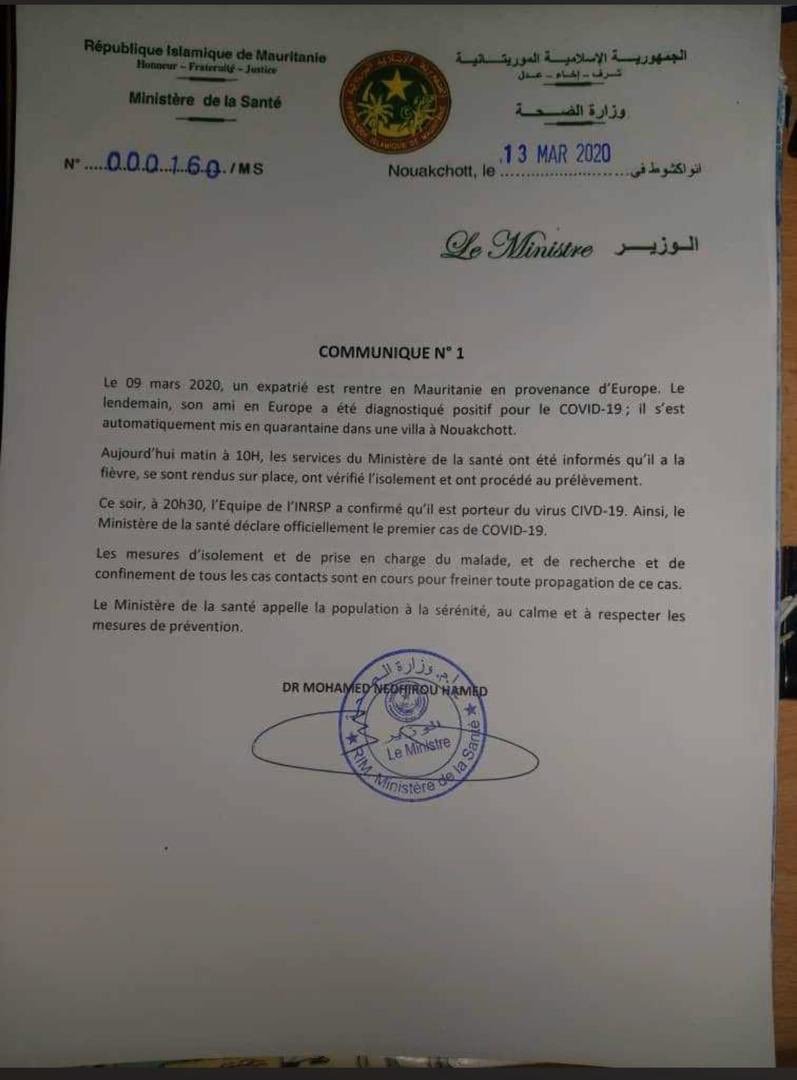 République Islamique de Mauritanie
Honneur – Fraternité – Justice
Ministère de la Santé
الجمهوريـــة الإسلاميـــة الموريتـــانيـة
شـرف – إخـاء – عـدل
وزارة الصـــحـــة
N° .....000160./MS
Nouakchott, le .13 MAR 2020 انواكشوط في
Le Ministre الـوزيــر
COMMUNIQUE N° 1
Le 09 mars 2020, un expatrié est rentre en Mauritanie en provenance d’Europe. Le
lendemain, son ami en Europe a été diagnostiqué positif pour le COVID-19 ; il s’est
automatiquement mis en quarantaine dans une villa à Nouakchott.
Aujourd’hui matin à 10H, les services du Ministère de la santé ont été informés qu’il a la
fièvre, se sont rendus sur place, ont vérifié l’isolement et ont procédé au prélèvement.
Ce soir, à 20h30, l’Equipe de l’INRSP a confirmé qu’il est porteur du virus CIVD-19. Ainsi, le
Ministère de la santé déclare officiellement le premier cas de COVID-19.
Les mesures d’isolement et de prise en charge du malade, et de recherche et de
confinement de tous les cas contacts sont en cours pour freiner toute propagation de ce cas.
Le Ministère de la santé appelle la population à la sérénité, au calme et à respecter les
mesures de prévention.
DR MOHAMED NEDHIROU HAMED
وزارة الصحة
الوزير
Le Ministre
RIM. Ministère de la Santé